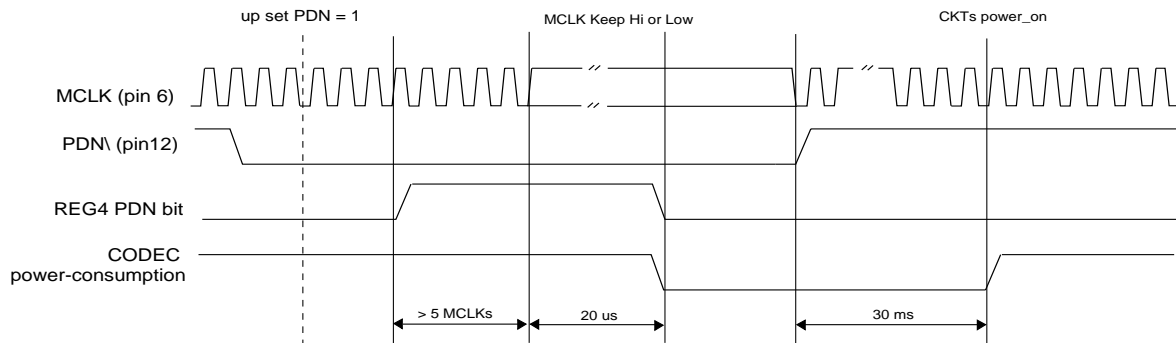 up set PDN = 1
MCLK Keep Hi or Low
CKTs power_on
MCLK (pin 6)
PDN\ (pin12)
REG4 PDN bit
CODEC
power-consumption
> 5 MCLKs
20 us
30 ms